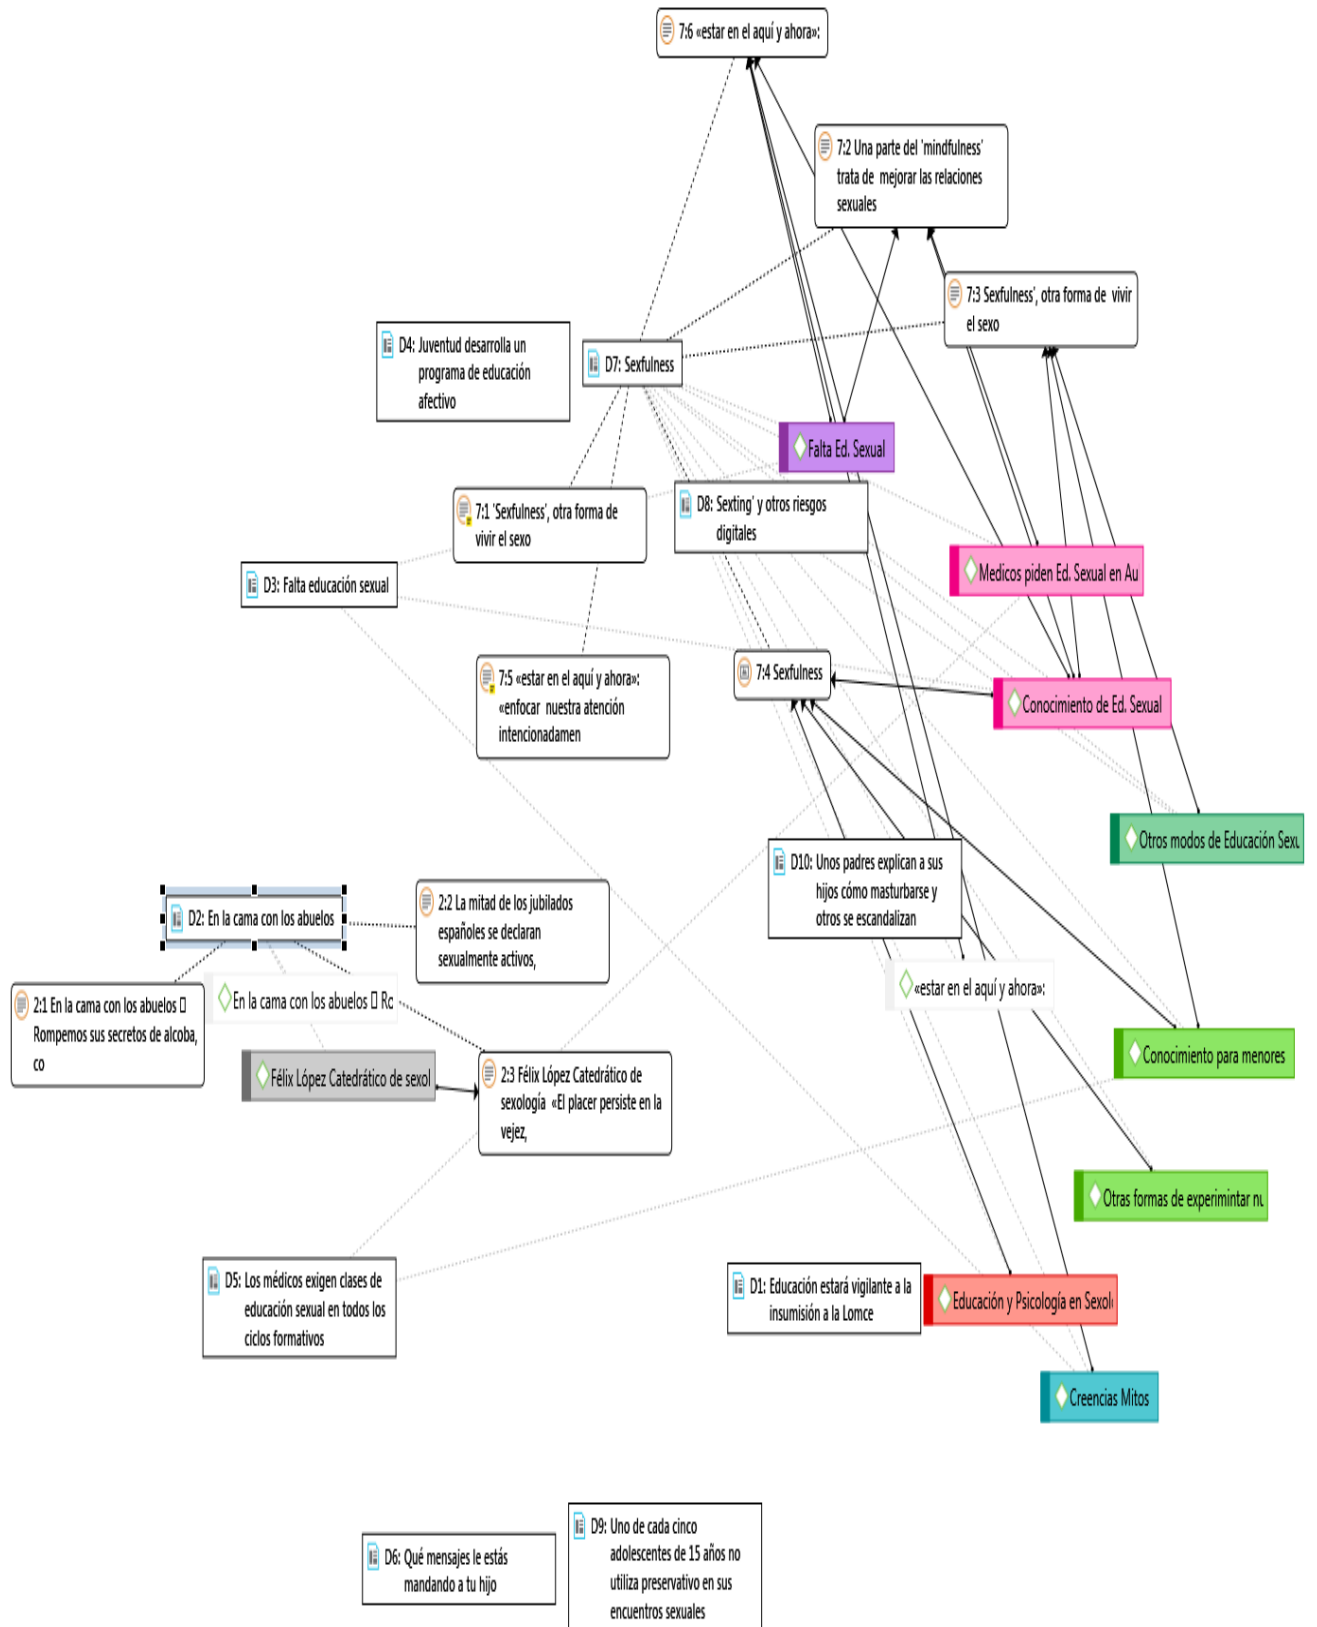 7:6 «estar en el aquí y ahora»:
7:2 Una parte del 'mindfulness'
trata de mejorar las relaciones
sexuales
7:3 Sexfulness', otra forma de vivir
el sexo
D4: Juventud desarrolla un
programa de educación
afectivo
D7: Sexfulness
Falta Ed. Sexual
7:1 'Sexfulness', otra forma de
vivir el sexo
D8: Sexting' y otros riesgos
digitales
Medicos piden Ed. Sexual en Au
D3: Falta educación sexual
7:5 «estar en el aquí y ahora»:
«enfocar nuestra atención
intencionadamen
7:4 Sexfulness
Conocimiento de Ed. Sexual
Otros modos de Educación Sexu
D10: Unos padres explican a sus
hijos cómo masturbarse y
otros se escandalizan
D2: En la cama con los abuelos
2:2 La mitad de los jubilados
españoles se declaran
sexualmente activos,
2:1 En la cama con los abuelos
Rompemos sus secretos de alcoba,
co
En la cama con los abuelos Ro
«estar en el aquí y ahora»:
Félix López Catedrático de sexol
2:3 Félix López Catedrático de
sexología «El placer persiste en la
vejez,
Conocimiento para menores
Otras formas de experimintar nu
D5: Los médicos exigen clases de
educación sexual en todos los
ciclos formativos
D1: Educación estará vigilante a la
insumisión a la Lomce
Educación y Psicología en Sexol
Creencias Mitos
D6: Qué mensajes le estás
mandando a tu hijo
D9: Uno de cada cinco
adolescentes de 15 años no
utiliza preservativo en sus
encuentros sexuales